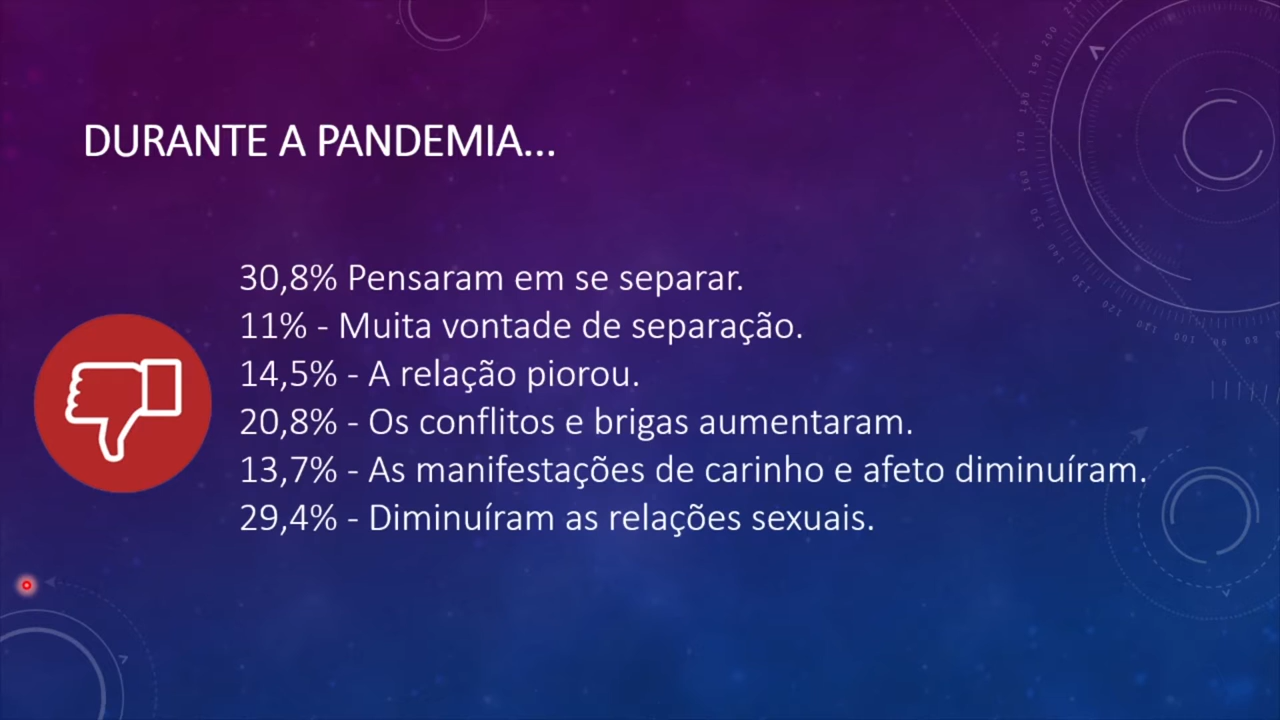 DURANTE A PANDEMIA...
30,8% Pensaram em se separar.
11% - Muita vontade de separação.
14,5% - A relação piorou.
20,8% - Os conflitos e brigas aumentaram.
13,7% - As manifestações de carinho e afeto diminuíram.
29,4% - Diminuíram as relações sexuais.